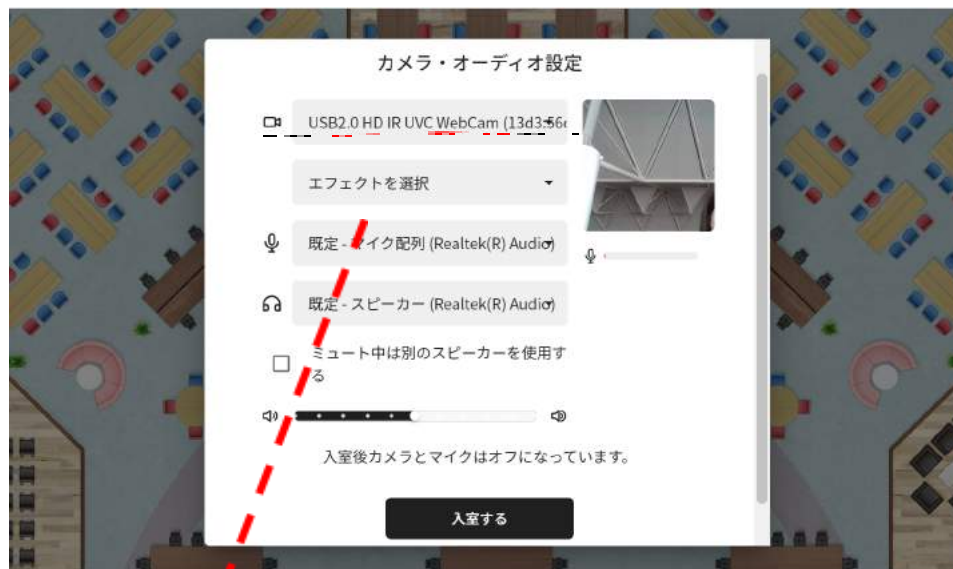 カメラ・オーディオ設定
USB2.0 HD IR UVC WebCam (13d3:56
エフェクトを選択
既定 - マイク配列 (Realtek(R) Audio)
既定 - スピーカー (Realtek(R) Audio)
ミュート中は別のスピーカーを使用す
る
入室後カメラとマイクはオフになっています。
入室する